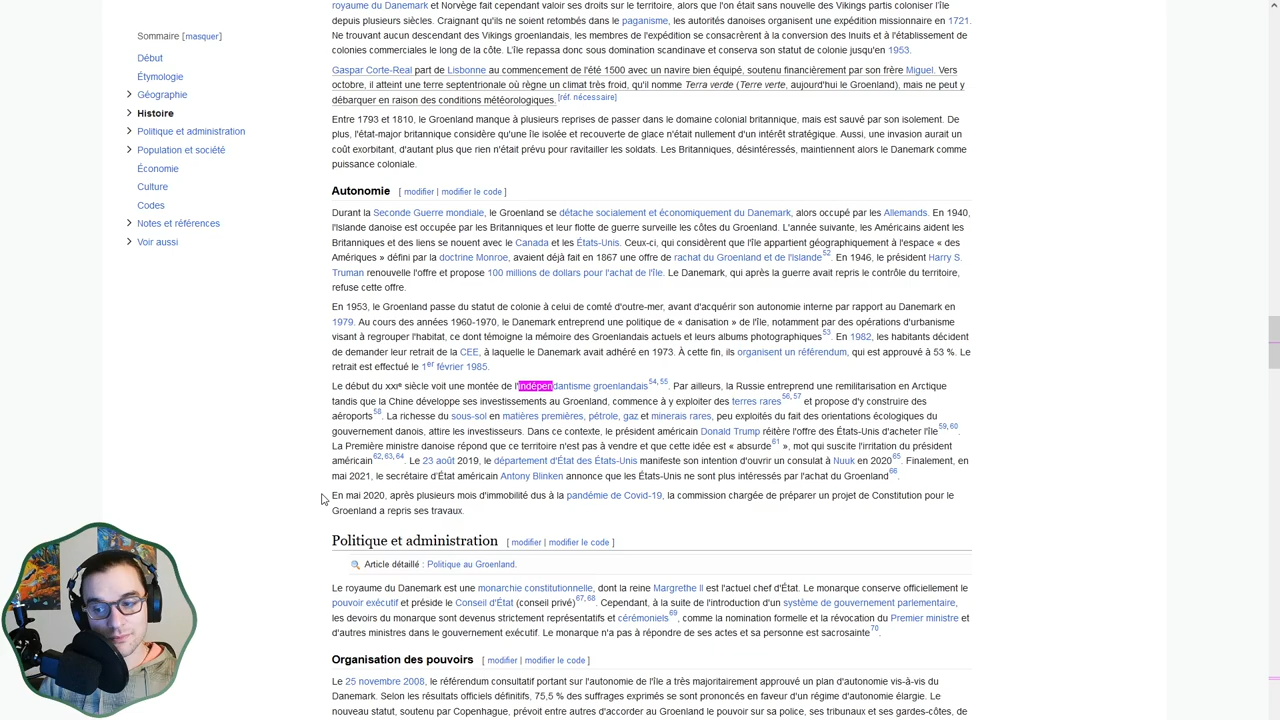 royaume du Danemark et Norvège fait cependant valoir ses droits sur le territoire, alors que l'on était sans nouvelle des Vikings partis coloniser l'île
depuis plusieurs siècles. Craignant qu'ils ne soient retombés dans le paganisme, les autorités danoises organisent une expédition missionnaire en 1721.
Ne trouvant aucun descendant des Vikings groenlandais, les membres de l'expédition se consacrèrent à la conversion des Inuits et à l'établissement de
colonies commerciales le long de la côte. L'île repassa donc sous domination scandinave et conserva son statut de colonie jusqu'en 1953.
Gaspar Corte-Real part de Lisbonne au commencement de l'été 1500 avec un navire bien équipé, soutenu financièrement par son frère Miguel. Vers
octobre, il atteint une terre septentrionale où règne un climat très froid, qu'il nomme Terra verde (Terre verte, aujourd'hui le Groenland), mais ne peut y
débarquer en raison des conditions météorologiques. [réf. nécessaire]
Entre 1793 et 1810, le Groenland manque à plusieurs reprises de passer dans le domaine colonial britannique, mais est sauvé par son isolement. De
plus, l'état-major britannique considère qu'une île isolée et recouverte de glace n'était nullement d'un intérêt stratégique. Aussi, une invasion aurait un
coût exorbitant, d'autant plus que rien n'était prévu pour ravitailler les soldats. Les Britanniques, désintéressés, maintiennent alors le Danemark comme
puissance coloniale.
Autonomie [ modifier | modifier le code ]
Durant la Seconde Guerre mondiale, le Groenland se détache socialement et économiquement du Danemark, alors occupé par les Allemands. En 1940,
l'Islande danoise est occupée par les Britanniques et leur flotte de guerre surveille les côtes du Groenland. L'année suivante, les Américains aident les
Britanniques et des liens se nouent avec le Canada et les États-Unis. Ceux-ci, qui considèrent que l'île appartient géographiquement à l'espace « des
Amériques » défini par la doctrine Monroe, avaient déjà fait en 1867 une offre de rachat du Groenland et de l'Islande52. En 1946, le président Harry S.
Truman renouvelle l'offre et propose 100 millions de dollars pour l'achat de l'île. Le Danemark, qui après la guerre avait repris le contrôle du territoire,
refuse cette offre.
En 1953, le Groenland passe du statut de colonie à celui de comté d'outre-mer, avant d'acquérir son autonomie interne par rapport au Danemark en
1979. Au cours des années 1960-1970, le Danemark entreprend une politique de « danisation » de l'île, notamment par des opérations d'urbanisme
visant à regrouper l'habitat, ce dont témoigne la mémoire des Groenlandais actuels et leurs albums photographiques53. En 1982, les habitants décident
de demander leur retrait de la CEE, à laquelle le Danemark avait adhéré en 1973. À cette fin, ils organisent un référendum, qui est approuvé à 53 %. Le
retrait est effectué le 1er février 1985.
Le début du XXIe siècle voit une montée de l'indépendantisme groenlandais54, 55. Par ailleurs, la Russie entreprend une remilitarisation en Arctique
tandis que la Chine développe ses investissements au Groenland, commence à y exploiter des terres rares56, 57 et propose d'y construire des
aéroports58. La richesse du sous-sol en matières premières, pétrole, gaz et minerais rares, peu exploités du fait des orientations écologiques du
gouvernement danois, attire les investisseurs. Dans ce contexte, le président américain Donald Trump réitère l'offre des États-Unis d'acheter l'île59, 60.
La Première ministre danoise répond que ce territoire n'est pas à vendre et que cette idée est « absurde61 », mot qui suscite l'irritation du président
américain62, 63, 64. Le 23 août 2019, le département d'État des États-Unis manifeste son intention d'ouvrir un consulat à Nuuk en 202065. Finalement, en
mai 2021, le secrétaire d'État américain Antony Blinken annonce que les États-Unis ne sont plus intéressés par l'achat du Groenland66.
En mai 2020, après plusieurs mois d'immobilité dus à la pandémie de Covid-19, la commission chargée de préparer un projet de Constitution pour le
Groenland a repris ses travaux.
Politique et administration [ modifier | modifier le code ]
Article détaillé : Politique au Groenland.
Le royaume du Danemark est une monarchie constitutionnelle, dont la reine Margrethe II est l'actuel chef d'État. Le monarque conserve officiellement le
pouvoir exécutif et préside le Conseil d'État (conseil privé)67, 68. Cependant, à la suite de l'introduction d'un système de gouvernement parlementaire,
les devoirs du monarque sont devenus strictement représentatifs et cérémoniels69, comme la nomination formelle et la révocation du Premier ministre et
d'autres ministres dans le gouvernement exécutif. Le monarque n'a pas à répondre de ses actes et sa personne est sacrosainte70.
Organisation des pouvoirs [ modifier | modifier le code ]
Le 25 novembre 2008, le référendum consultatif portant sur l'autonomie de l'île a très majoritairement approuvé un plan d'autonomie vis-à-vis du
Danemark. Selon les résultats officiels définitifs, 75,5 % des suffrages exprimés se sont prononcés en faveur d'un régime d'autonomie élargie. Le
nouveau statut, soutenu par Copenhague, prévoit entre autres d'accorder au Groenland le pouvoir sur sa police, ses tribunaux et ses gardes-côtes, de
Sommaire [masquer]
Début
Étymologie
Géographie
Histoire
Politique et administration
Population et société
Économie
Culture
Codes
Notes et références
Voir aussi